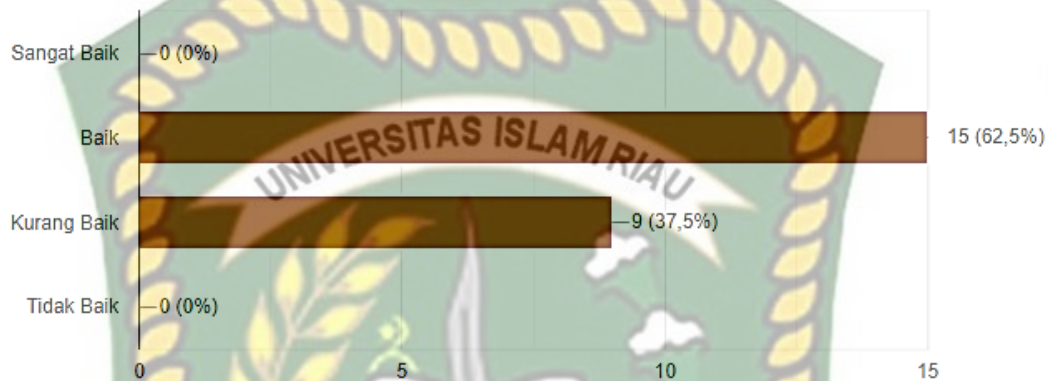 Sangat Baik 0 (0%)
UNIVERSITAS ISLAM RIAU
Baik 15 (62,5%)
Kurang Baik 9 (37,5%)
Tidak Baik 0 (0%)
0 5 10 15